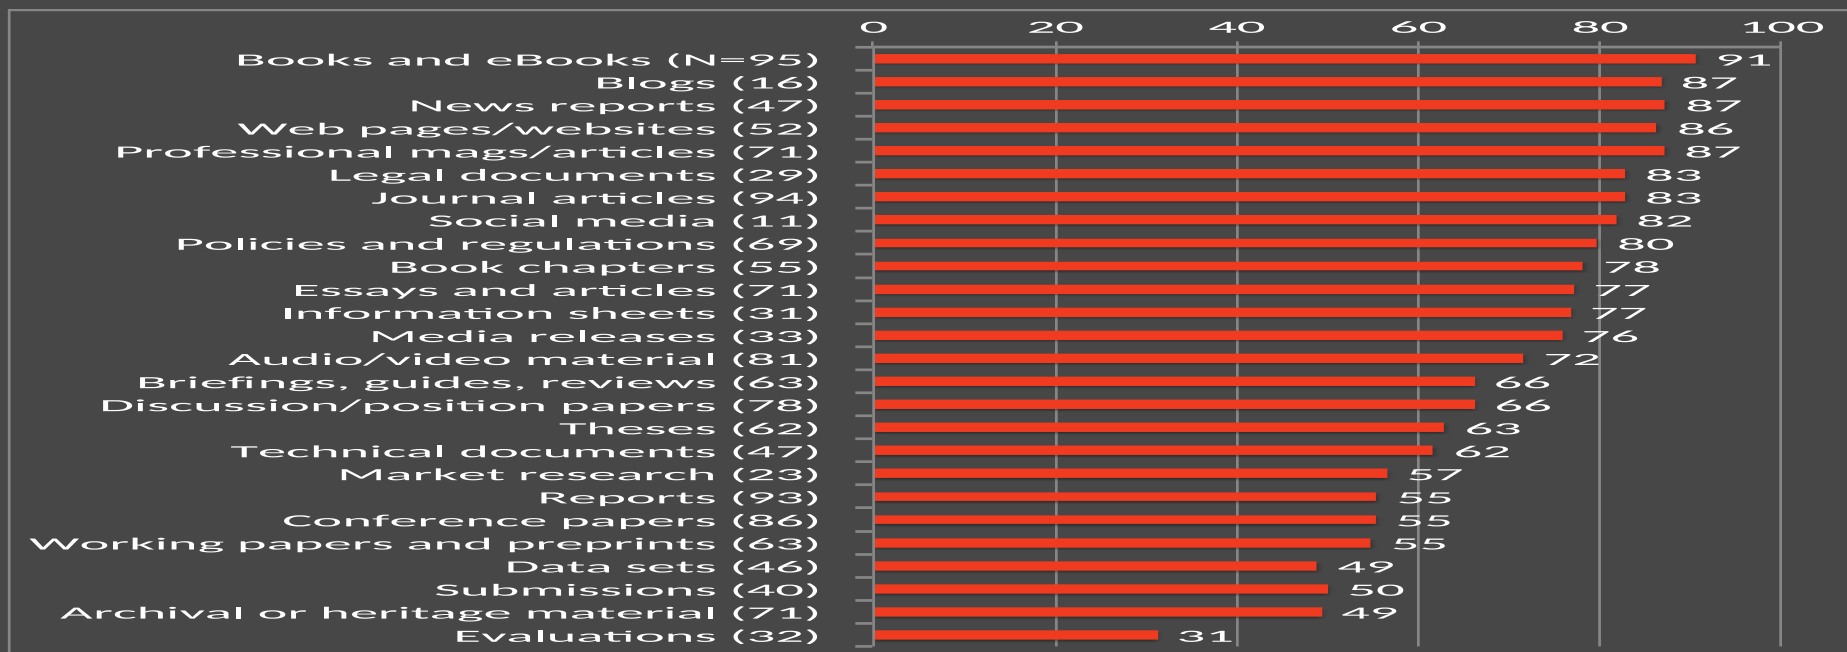 0 20 40 60 80 100
Books and eBooks (N=95) 91
Blogs (16) 87
News reports (47) 87
Web pages/websites (52) 86
Professional mags/articles (71) 87
Legal documents (29) 83
Journal articles (94) 83
Social media (11) 82
Policies and regulations (69) 80
Book chapters (55) 78
Essays and articles (71) 77
Information sheets (31) 77
Media releases (33) 76
Audio/video material (81) 72
Briefings, guides, reviews (63) 66
Discussion/position papers (78) 66
Theses (62) 63
Technical documents (47) 62
Market research (23) 57
Reports (93) 55
Conference papers (86) 55
Working papers and preprints (63) 55
Data sets (46) 49
Submissions (40) 50
Archival or heritage material (71) 49
Evaluations (32) 31